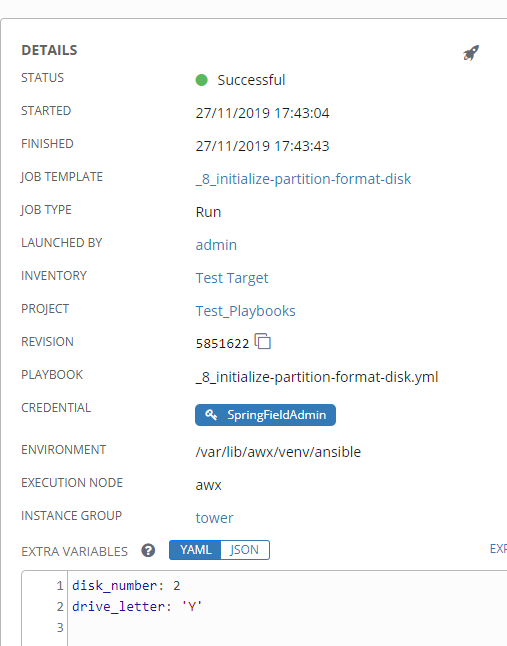 DETAILS
STATUS Successful
STARTED 27/11/2019 17:43:04
FINISHED 27/11/2019 17:43:43
JOB TEMPLATE _8_initialize-partition-format-disk
JOB TYPE Run
LAUNCHED BY admin
INVENTORY Test Target
PROJECT Test_Playbooks
REVISION 5851622
PLAYBOOK _8_initialize-partition-format-disk.yml
CREDENTIAL SpringFieldAdmin
ENVIRONMENT /var/lib/awx/venv/ansible
EXECUTION NODE awx
INSTANCE GROUP tower
EXTRA VARIABLES ? YAML JSON EXP
1 disk_number: 2
2 drive_letter: 'Y'
3